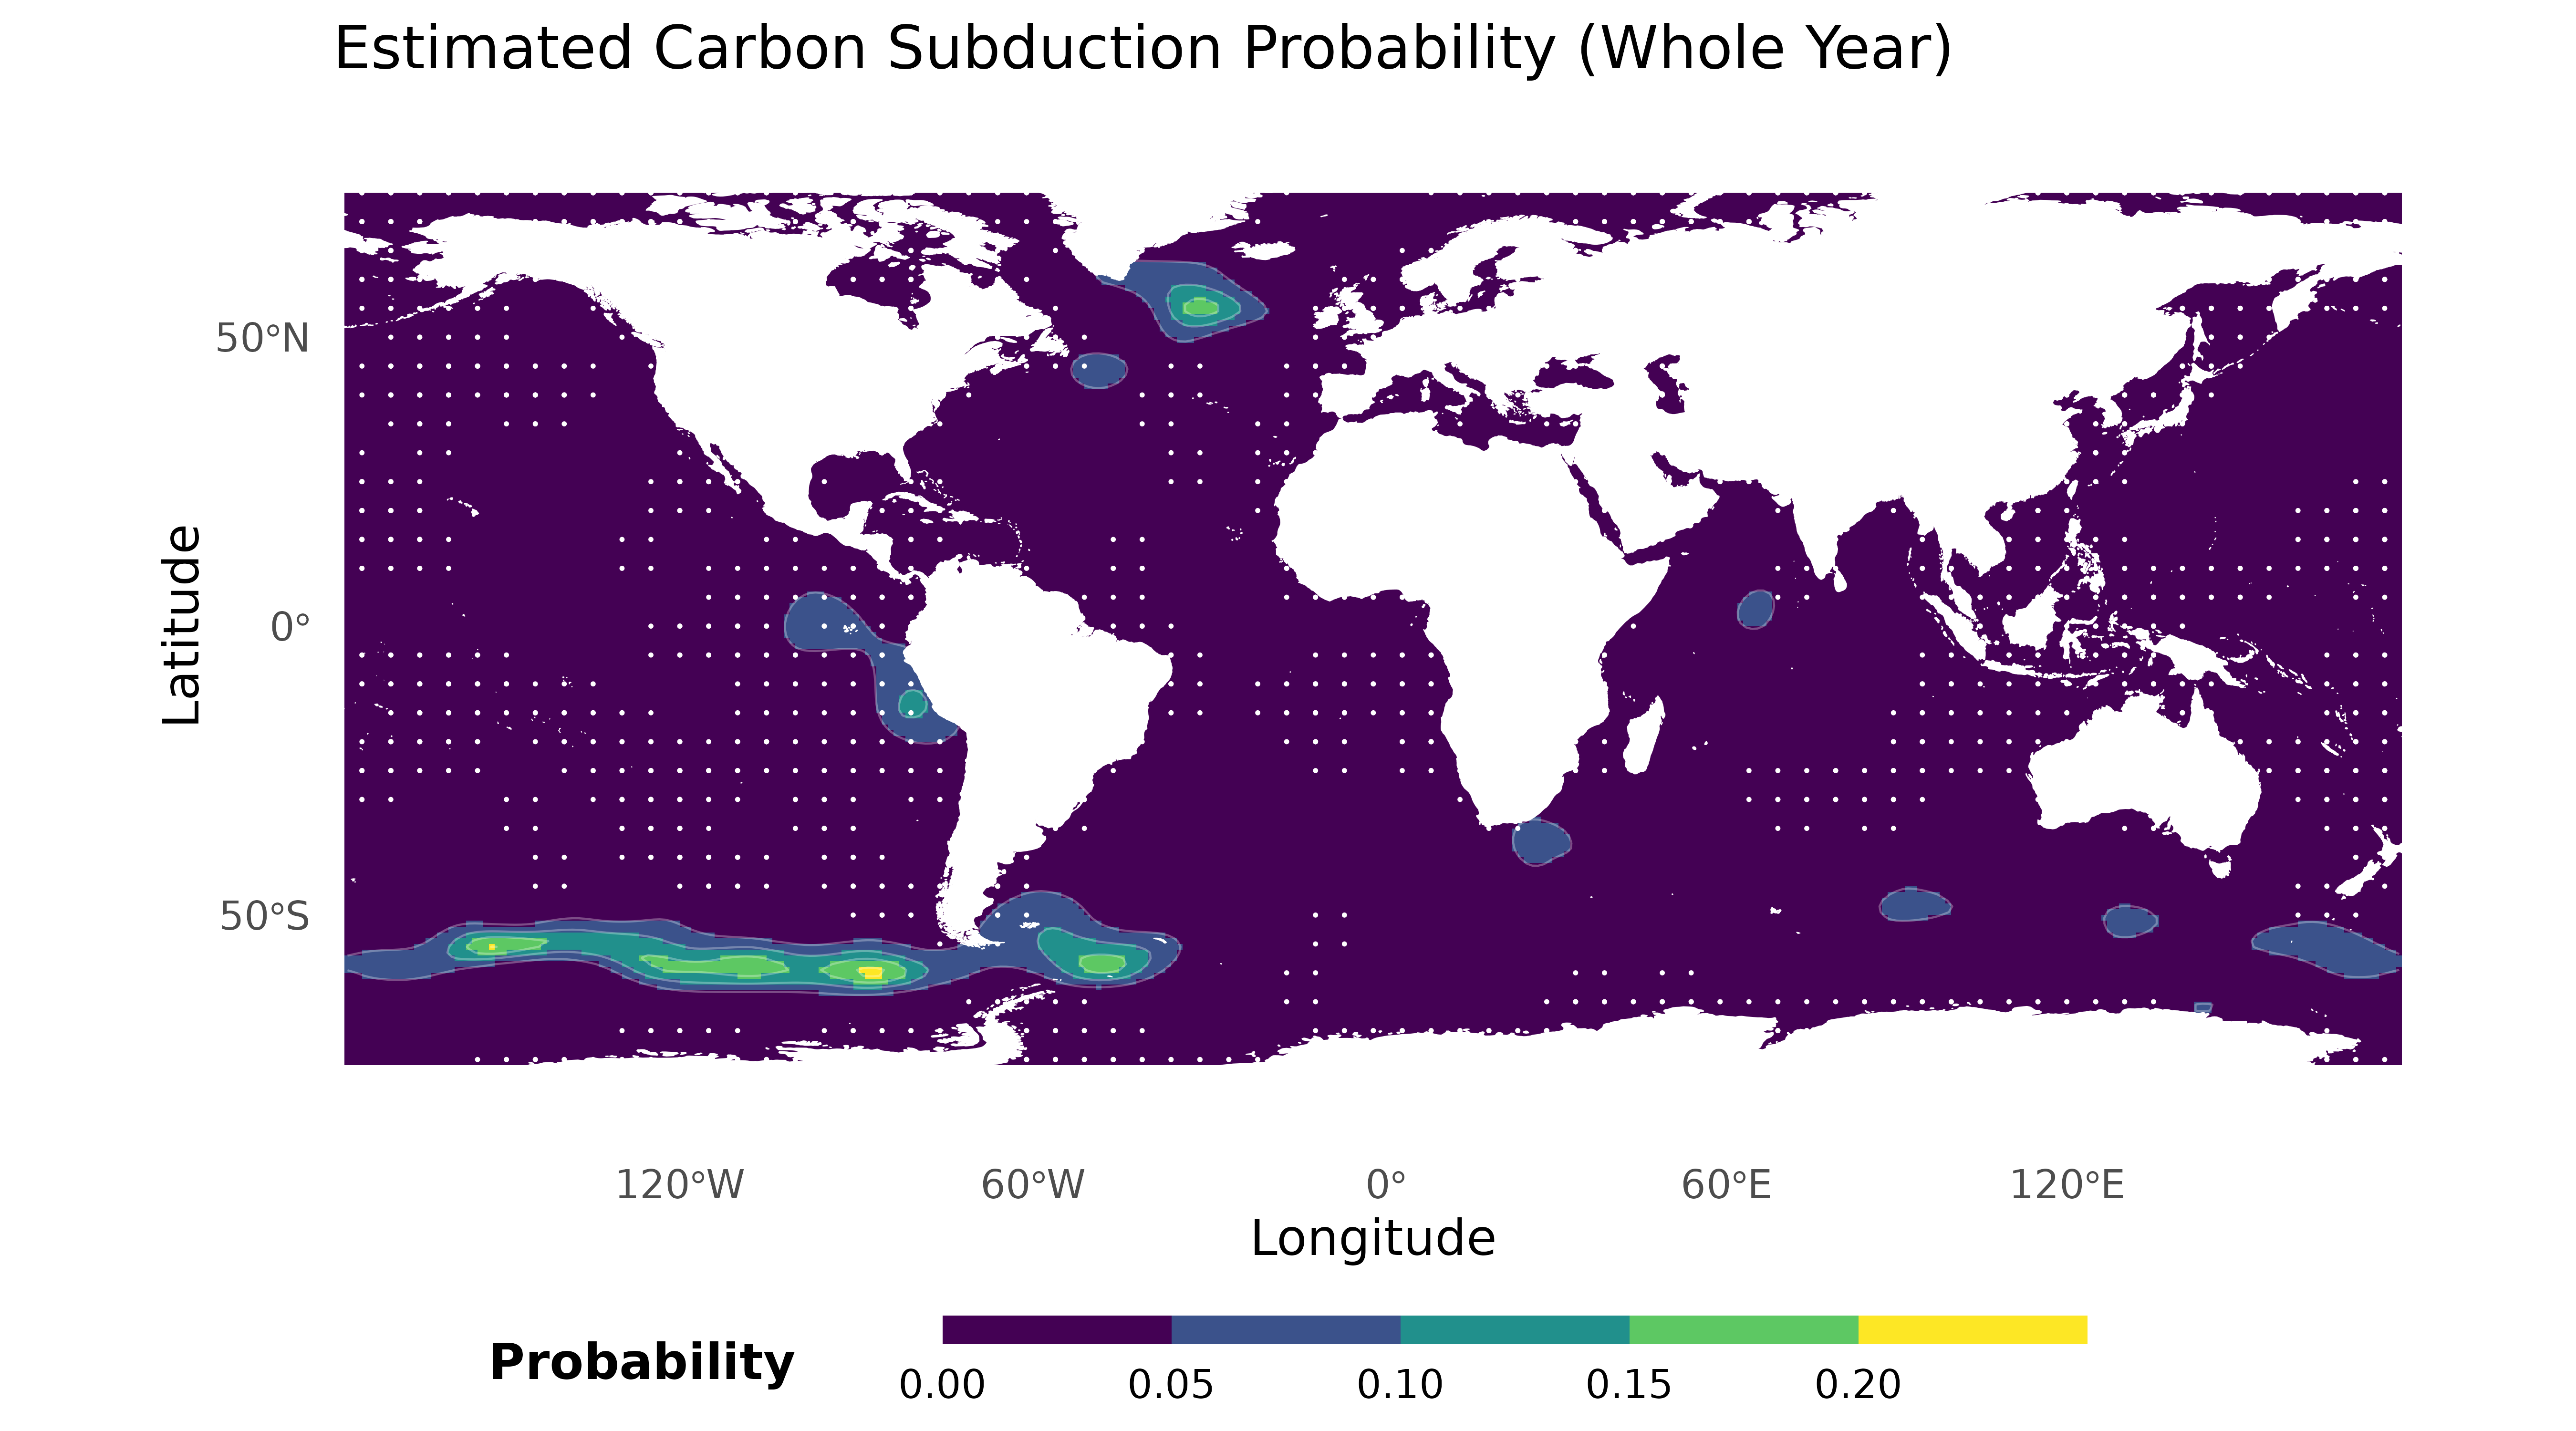 Estimated Carbon Subduction Probability (Whole Year)
Latitude
50°N
0°
50°S
120°W 60°W 0° 60°E 120°E
Longitude
Probability
0.00 0.05 0.10 0.15 0.20